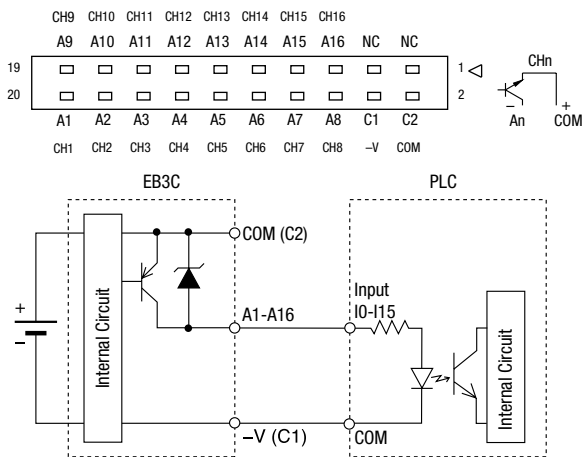 CH9 CH10 CH11 CH12 CH13 CH14 CH15 CH16
A9 A10 A11 A12 A13 A14 A15 A16 NC NC
19 1
20 2
A1 A2 A3 A4 A5 A6 A7 A8 C1 C2
CH1 CH2 CH3 CH4 CH5 CH6 CH7 CH8 –V COM
CHn
– +
An COM
EB3C PLC
COM (C2)
+
–
Internal Circuit
A1-A16
Input
I0-I15
Internal Circuit
–V (C1) COM